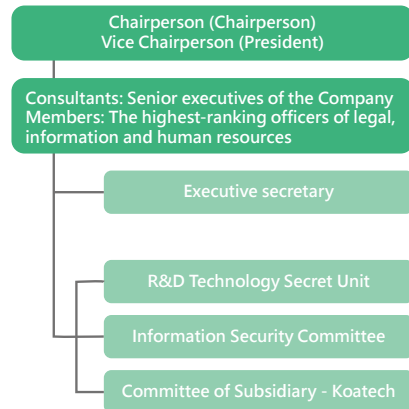 Chairperson (Chairperson)
Vice Chairperson (President)
Consultants: Senior executives of the Company
Members: The highest-ranking officers of legal,
information and human resources
Executive secretary
R&D Technology Secret Unit
Information Security Committee
Committee of Subsidiary - Koatech